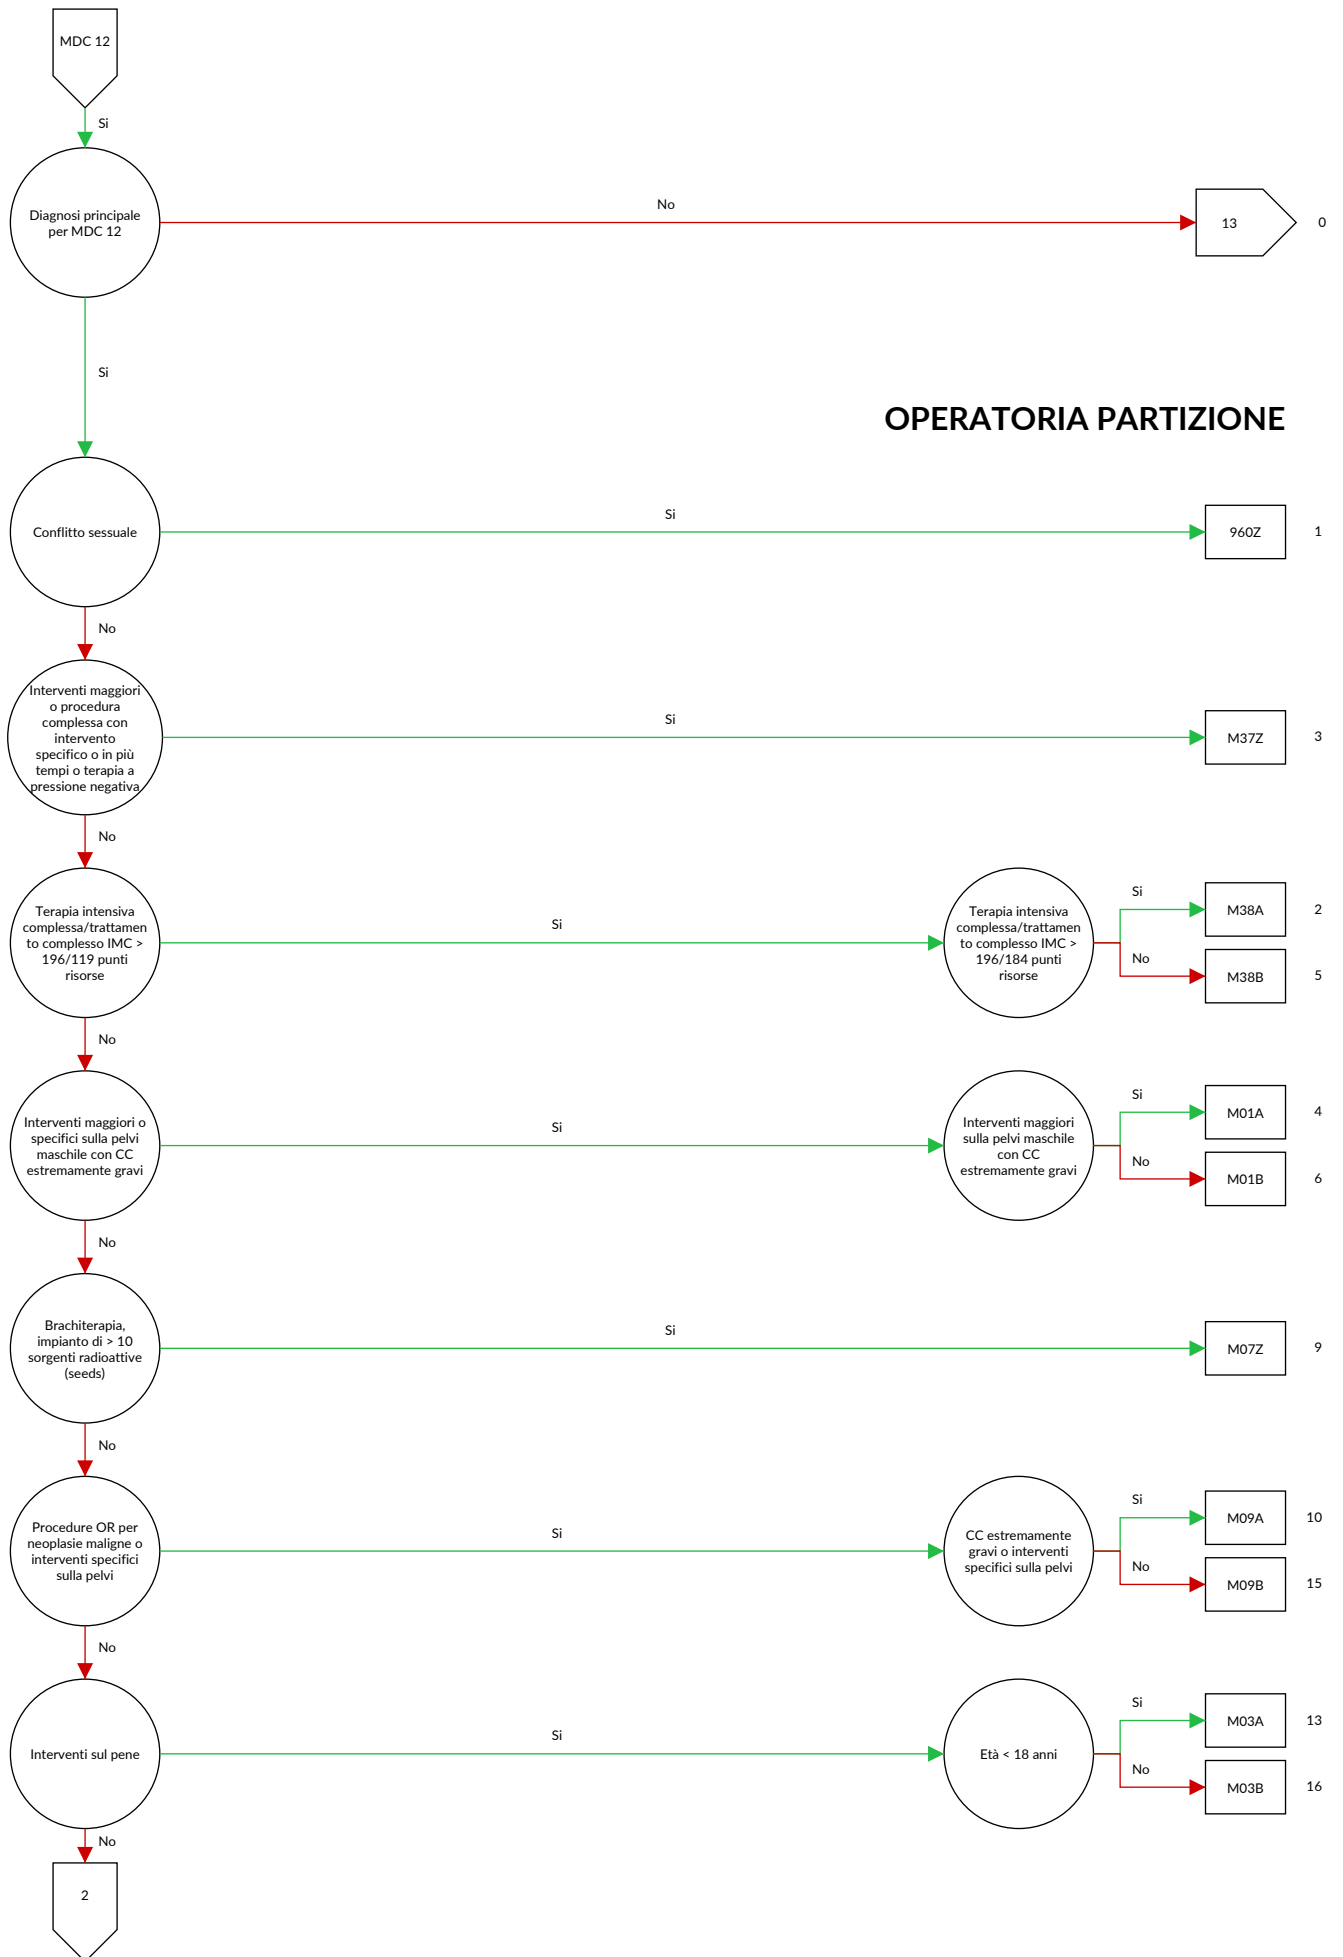 MDC 12
Si
Diagnosi principale
per MDC 12
No
13
0
Si
OPERATORIA PARTIZIONE
Conflitto sessuale
Si
960Z
1
No
Interventi maggiori
o procedura
complessa con
intervento
specifico o in più
tempi o terapia a
pressione negativa
Si
M37Z
3
No
Terapia intensiva
complessa/trattamen
to complesso IMC >
196/119 punti
risorse
Si
Terapia intensiva
complessa/trattamen
to complesso IMC >
196/184 punti
risorse
Si
M38A
2
No
M38B
5
No
Interventi maggiori o
specifici sulla pelvi
maschile con CC
estremamente gravi
Si
Interventi maggiori
sulla pelvi maschile
con CC
estremamente gravi
Si
M01A
4
No
M01B
6
No
Brachiterapia,
impianto di > 10
sorgenti radioattive
(seeds)
Si
M07Z
9
No
Procedure OR per
neoplasie maligne o
interventi specifici
sulla pelvi
Si
CC estremamente
gravi o interventi
specifici sulla pelvi
Si
M09A
10
No
M09B
15
No
Interventi sul pene
Si
Età < 18 anni
Si
M03A
13
No
M03B
16
No
2